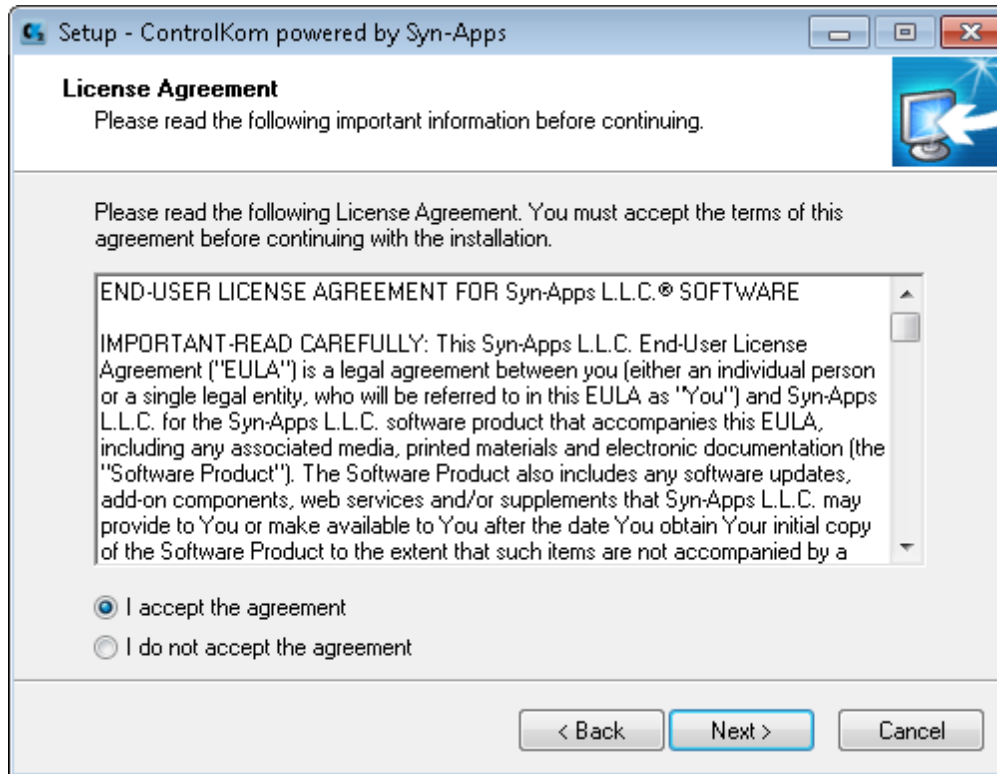 Setup - ControlKom powered by Syn-Apps
License Agreement
Please read the following important information before continuing.
Please read the following License Agreement. You must accept the terms of this
agreement before continuing with the installation.
END-USER LICENSE AGREEMENT FOR Syn-Apps L.L.C.® SOFTWARE
IMPORTANT-READ CAREFULLY: This Syn-Apps L.L.C. End-User License
Agreement ("EULA") is a legal agreement between you (either an individual person
or a single legal entity, who will be referred to in this EULA as "You") and Syn-Apps
L.L.C. for the Syn-Apps L.L.C. software product that accompanies this EULA,
including any associated media, printed materials and electronic documentation (the
"Software Product"). The Software Product also includes any software updates,
add-on components, web services and/or supplements that Syn-Apps L.L.C. may
provide to You or make available to You after the date You obtain Your initial copy
of the Software Product to the extent that such items are not accompanied by a
I accept the agreement
I do not accept the agreement
< Back
Next >
Cancel